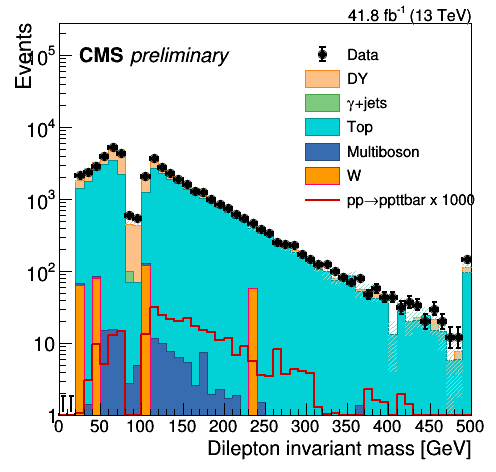 41.8 fb⁻¹ (13 TeV)
Events
CMS preliminary
Data
DY
γ+jets
Top
Multiboson
W
pp→ppttbar x 1000
10⁵
10⁴
10³
10²
10
1
0 50 100 150 200 250 300 350 400 450 500
Dilepton invariant mass [GeV]